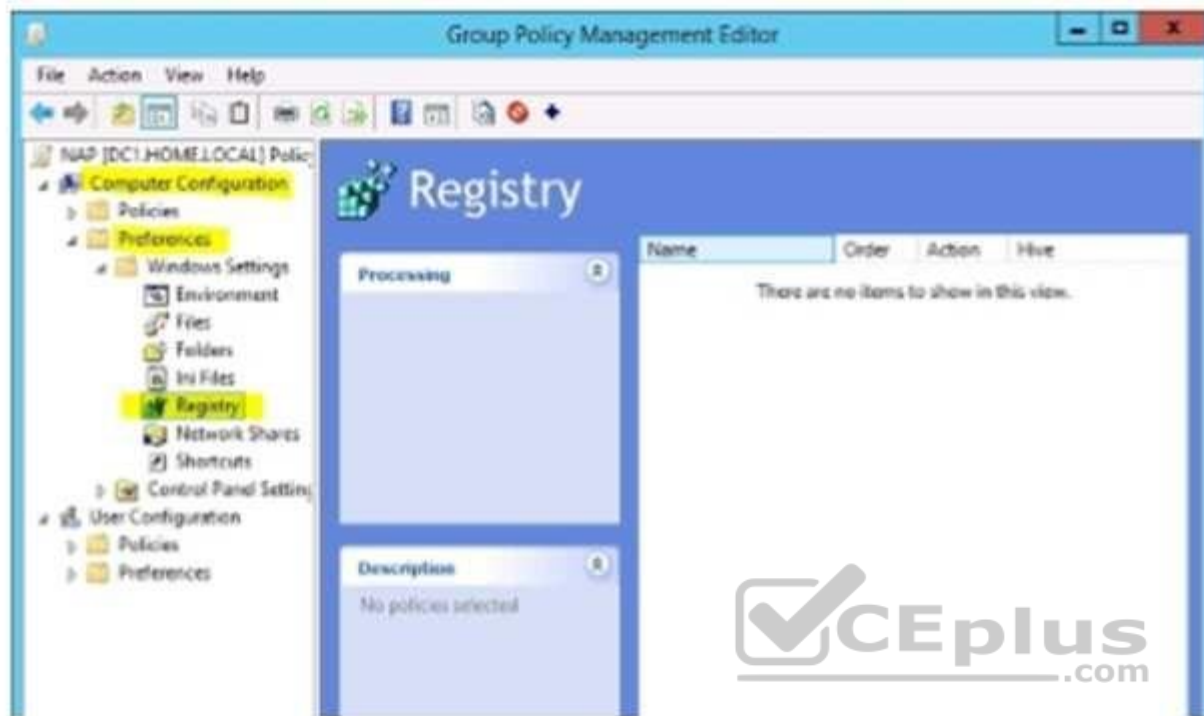 Group Policy Management Editor
File Action View Help
NAP [DC1.HOME.LOCAL] Polic
Computer Configuration
Policies
Preferences
Windows Settings
Environment
Files
Folders
Ini Files
Registry
Network Shares
Shortcuts
Control Panel Setting
User Configuration
Policies
Preferences
Registry
Processing
Description
No policies selected
Name Order Action Hive
There are no items to show in this view.
CEplus
.com